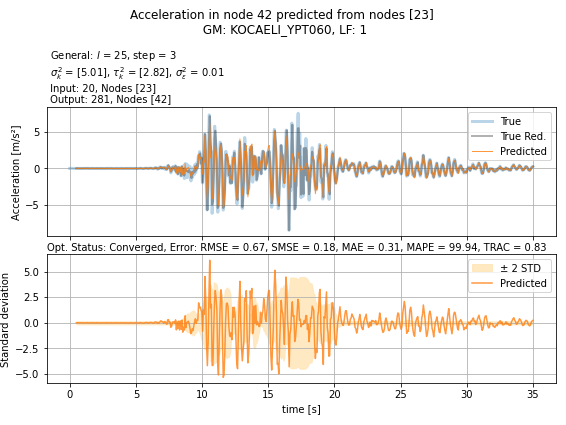 Acceleration in node 42 predicted from nodes [23]
GM: KOCAELI_YPT060, LF: 1
General: l = 25, step = 3
σ²ₖ = [5.01], τ²ₖ = [2.82], σ²ε = 0.01
Input: 20, Nodes [23]
Output: 281, Nodes [42]
Acceleration [m/s²]
5
0
−5
True
True Red.
Predicted
Opt. Status: Converged, Error: RMSE = 0.67, SMSE = 0.18, MAE = 0.31, MAPE = 99.94, TRAC = 0.83
Standard deviation
5.0
2.5
0.0
−2.5
−5.0
± 2 STD
Predicted
0 5 10 15 20 25 30 35
time [s]